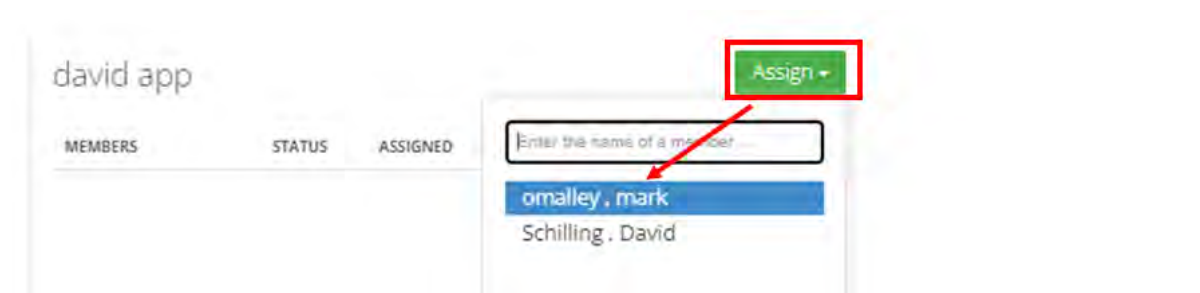 david app
Assign
MEMBERS STATUS ASSIGNED
Enter the name of a member...
omalley , mark
Schilling , David